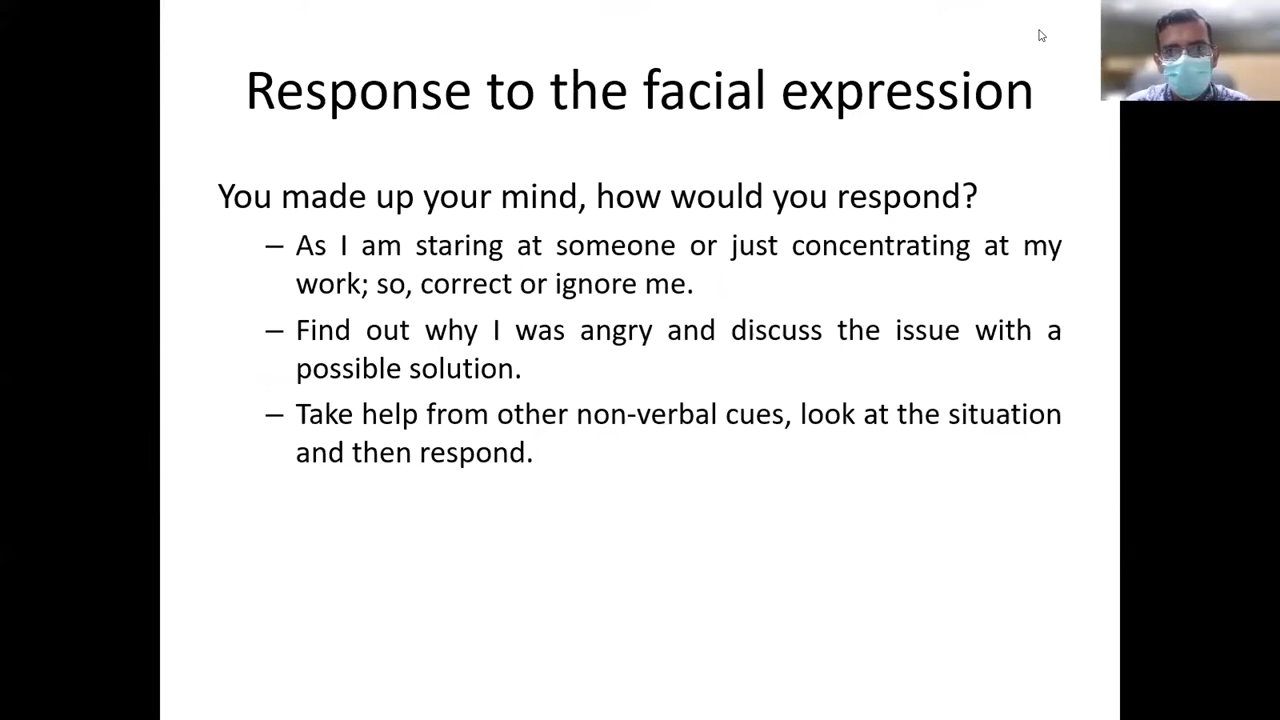 Response to the facial expression
You made up your mind, how would you respond?
– As I am staring at someone or just concentrating at my
work; so, correct or ignore me.
– Find out why I was angry and discuss the issue with a
possible solution.
– Take help from other non-verbal cues, look at the situation
and then respond.